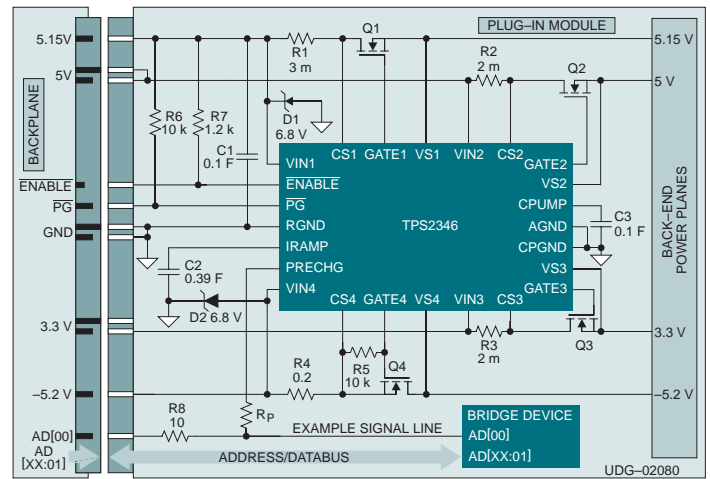 Q1
PLUG–IN MODULE
5.15V
R1
3 m
5.15 V
R2
2 m
5V
Q2
5 V
BACKPLANE
R6
10 k
R7
1.2 k
D1
6.8 V
C1
0.1 F
CS1 GATE1 VS1 VIN2 CS2
VIN1
GATE2
ENABLE
ENABLE
VS2
PG
PG
CPUMP
C3
0.1 F
GND
RGND
TPS2346
AGND
IRAMP
CPGND
PRECHG
VS3
C2
0.39 F
VIN4
GATE3
CS4 GATE4 VS4 VIN3 CS3
D2 6.8 V
BACK–END
POWER PLANES
3.3 V
3.3 V
R3
2 m
Q3
R5
10 k
Q4
R4
0.2
–5.2 V
–5.2 V
R8
10
RP
AD[00]
EXAMPLE SIGNAL LINE
BRIDGE DEVICE
AD[00]
AD[XX:01]
AD
[XX:01]
ADDRESS/DATABUS
UDG–02080